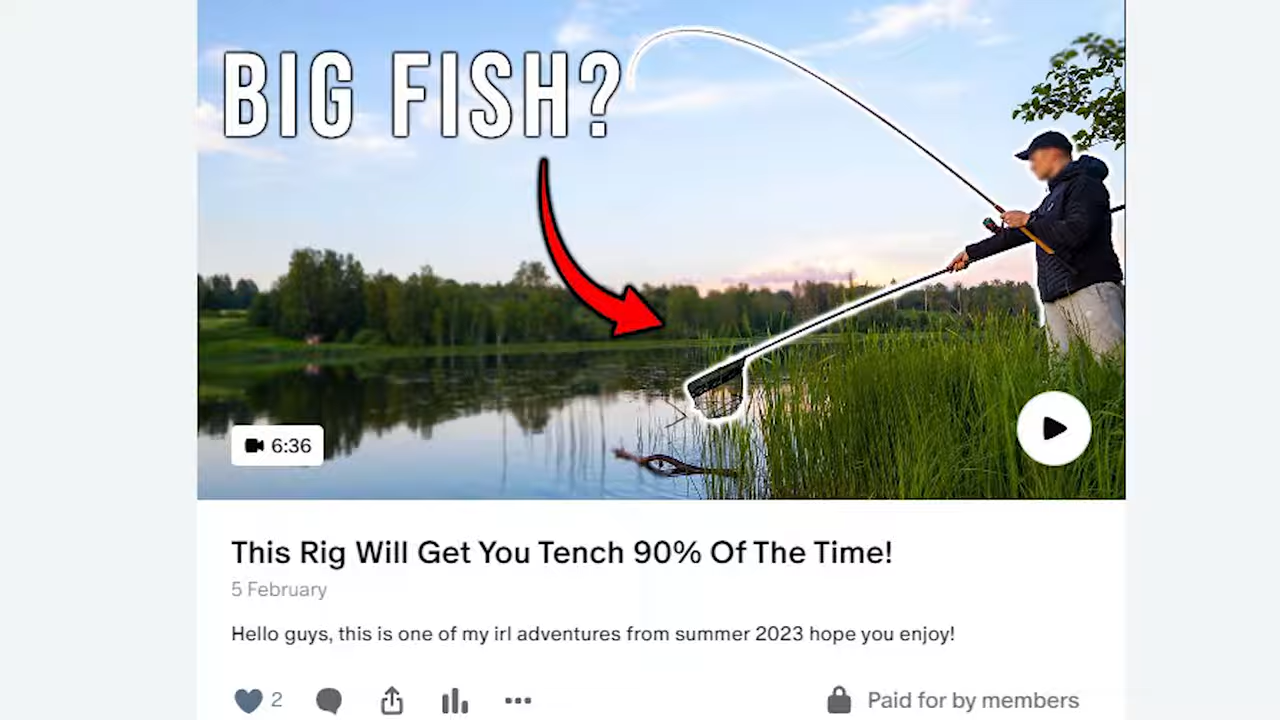 BIG FISH?
6:36
This Rig Will Get You Tench 90% Of The Time!
5 February
Hello guys, this is one of my irl adventures from summer 2023 hope you enjoy!
2
Paid for by members